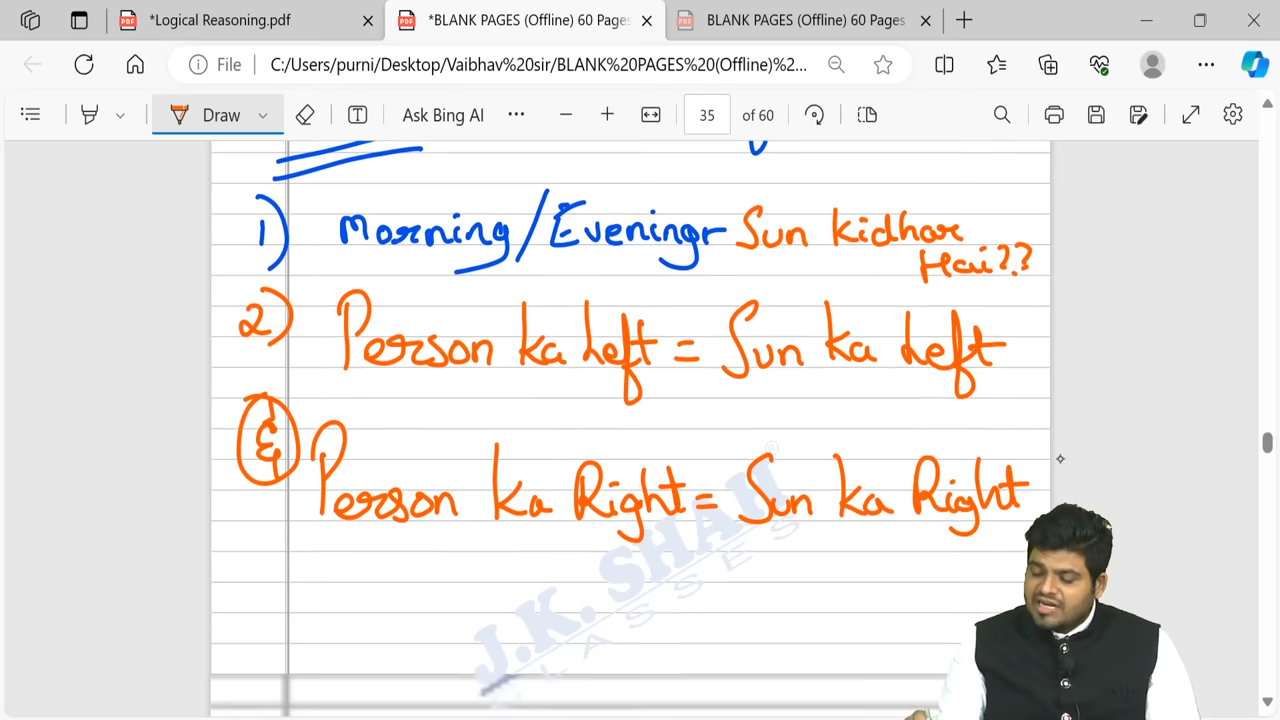 *Logical Reasoning.pdf
*BLANK PAGES (Offline) 60 Pages
BLANK PAGES (Offline) 60 Pages
File
C:/Users/purni/Desktop/Vaibhav%20sir/BLANK%20PAGES%20(Offline)%2...
Draw
Ask Bing AI
35 of 60
1) Morning/Evening Sun kidhar
Hai??
2) Person ka Left = Sun ka Left
& Person ka Right = Sun ka Right
J.K. SHAH
CLASSES